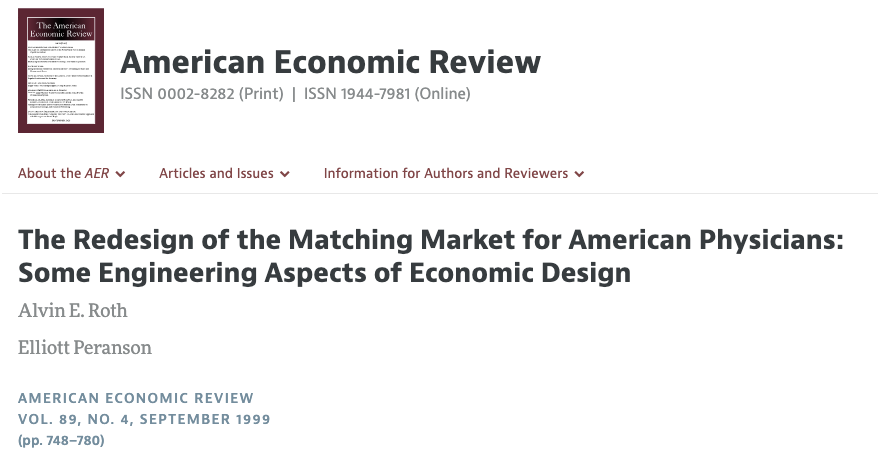 The American
Economic Review
American Economic Review
ISSN 0002-8282 (Print) | ISSN 1944-7981 (Online)
About the AER
Articles and Issues
Information for Authors and Reviewers
The Redesign of the Matching Market for American Physicians:
Some Engineering Aspects of Economic Design
Alvin E. Roth
Elliott Peranson
AMERICAN ECONOMIC REVIEW
VOL. 89, NO. 4, SEPTEMBER 1999
(pp. 748–780)